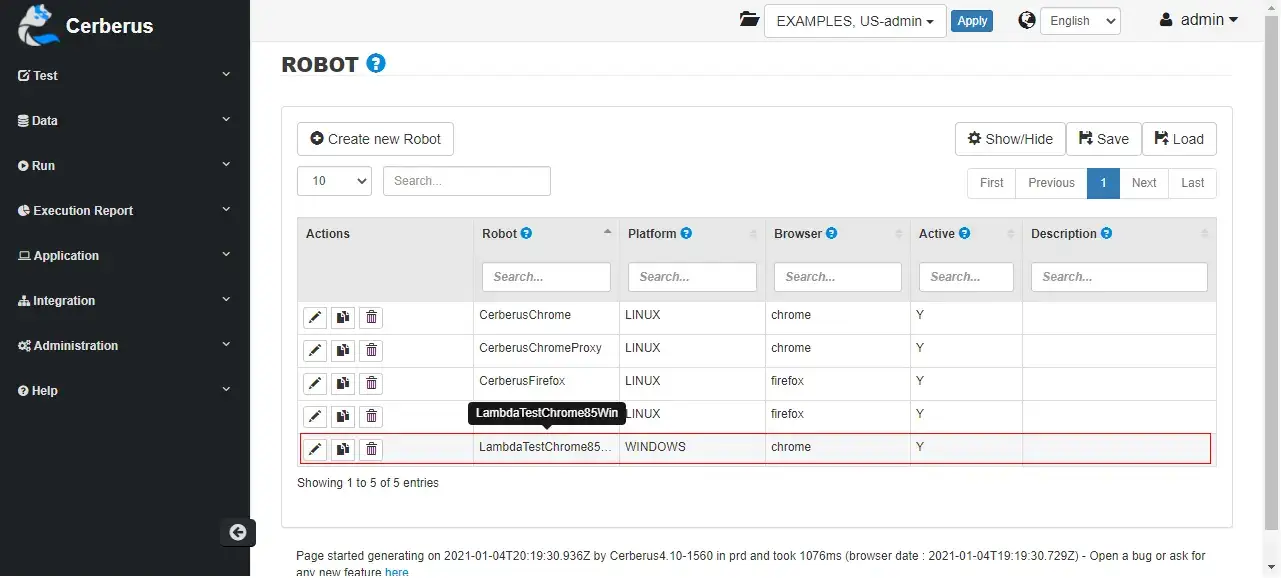 Cerberus
EXAMPLES, US-admin
Apply
English
admin
Test
Data
Run
Execution Report
Application
Integration
Administration
Help
ROBOT
Create new Robot
Show/Hide
Save
Load
10
Search...
First Previous 1 Next Last
Actions Robot Platform Browser Active Description
Search... Search... Search... Search... Search...
CerberusChrome LINUX chrome Y
CerberusChromeProxy LINUX chrome Y
CerberusFirefox LINUX firefox Y
LambdaTestChrome85Win LINUX firefox Y
LambdaTestChrome85... WINDOWS chrome Y
Showing 1 to 5 of 5 entries
Page started generating on 2021-01-04T20:19:30.936Z by Cerberus4.10-1560 in prd and took 1076ms (browser date : 2021-01-04T19:19:30.729Z) - Open a bug or ask for
any new feature here